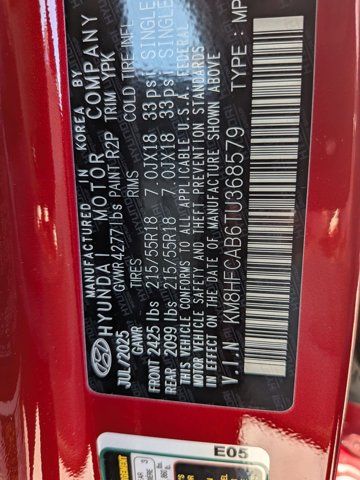 MANUFACTURED IN KOREA BY
HYUNDAI MOTOR COMPANY
JUL/2025 GVWR 4277 lbs PAINT R2P TRIM YPK
GAWR TIRES RIMS COLD TIRE INFL
FRONT 2425 lbs 215/55R18 7.0JX18 33 psi SINGLE
REAR 2099 lbs 215/55R18 7.0JX18 33 psi SINGLE
THIS VEHICLE CONFORMS TO ALL APPLICABLE U.S.A. FEDERAL
MOTOR VEHICLE SAFETY AND THEFT PREVENTION STANDARDS
IN EFFECT ON THE DATE OF MANUFACTURE SHOWN ABOVE
V.I.N : KM8HFCAB6TU368579 TYPE : MP
E05